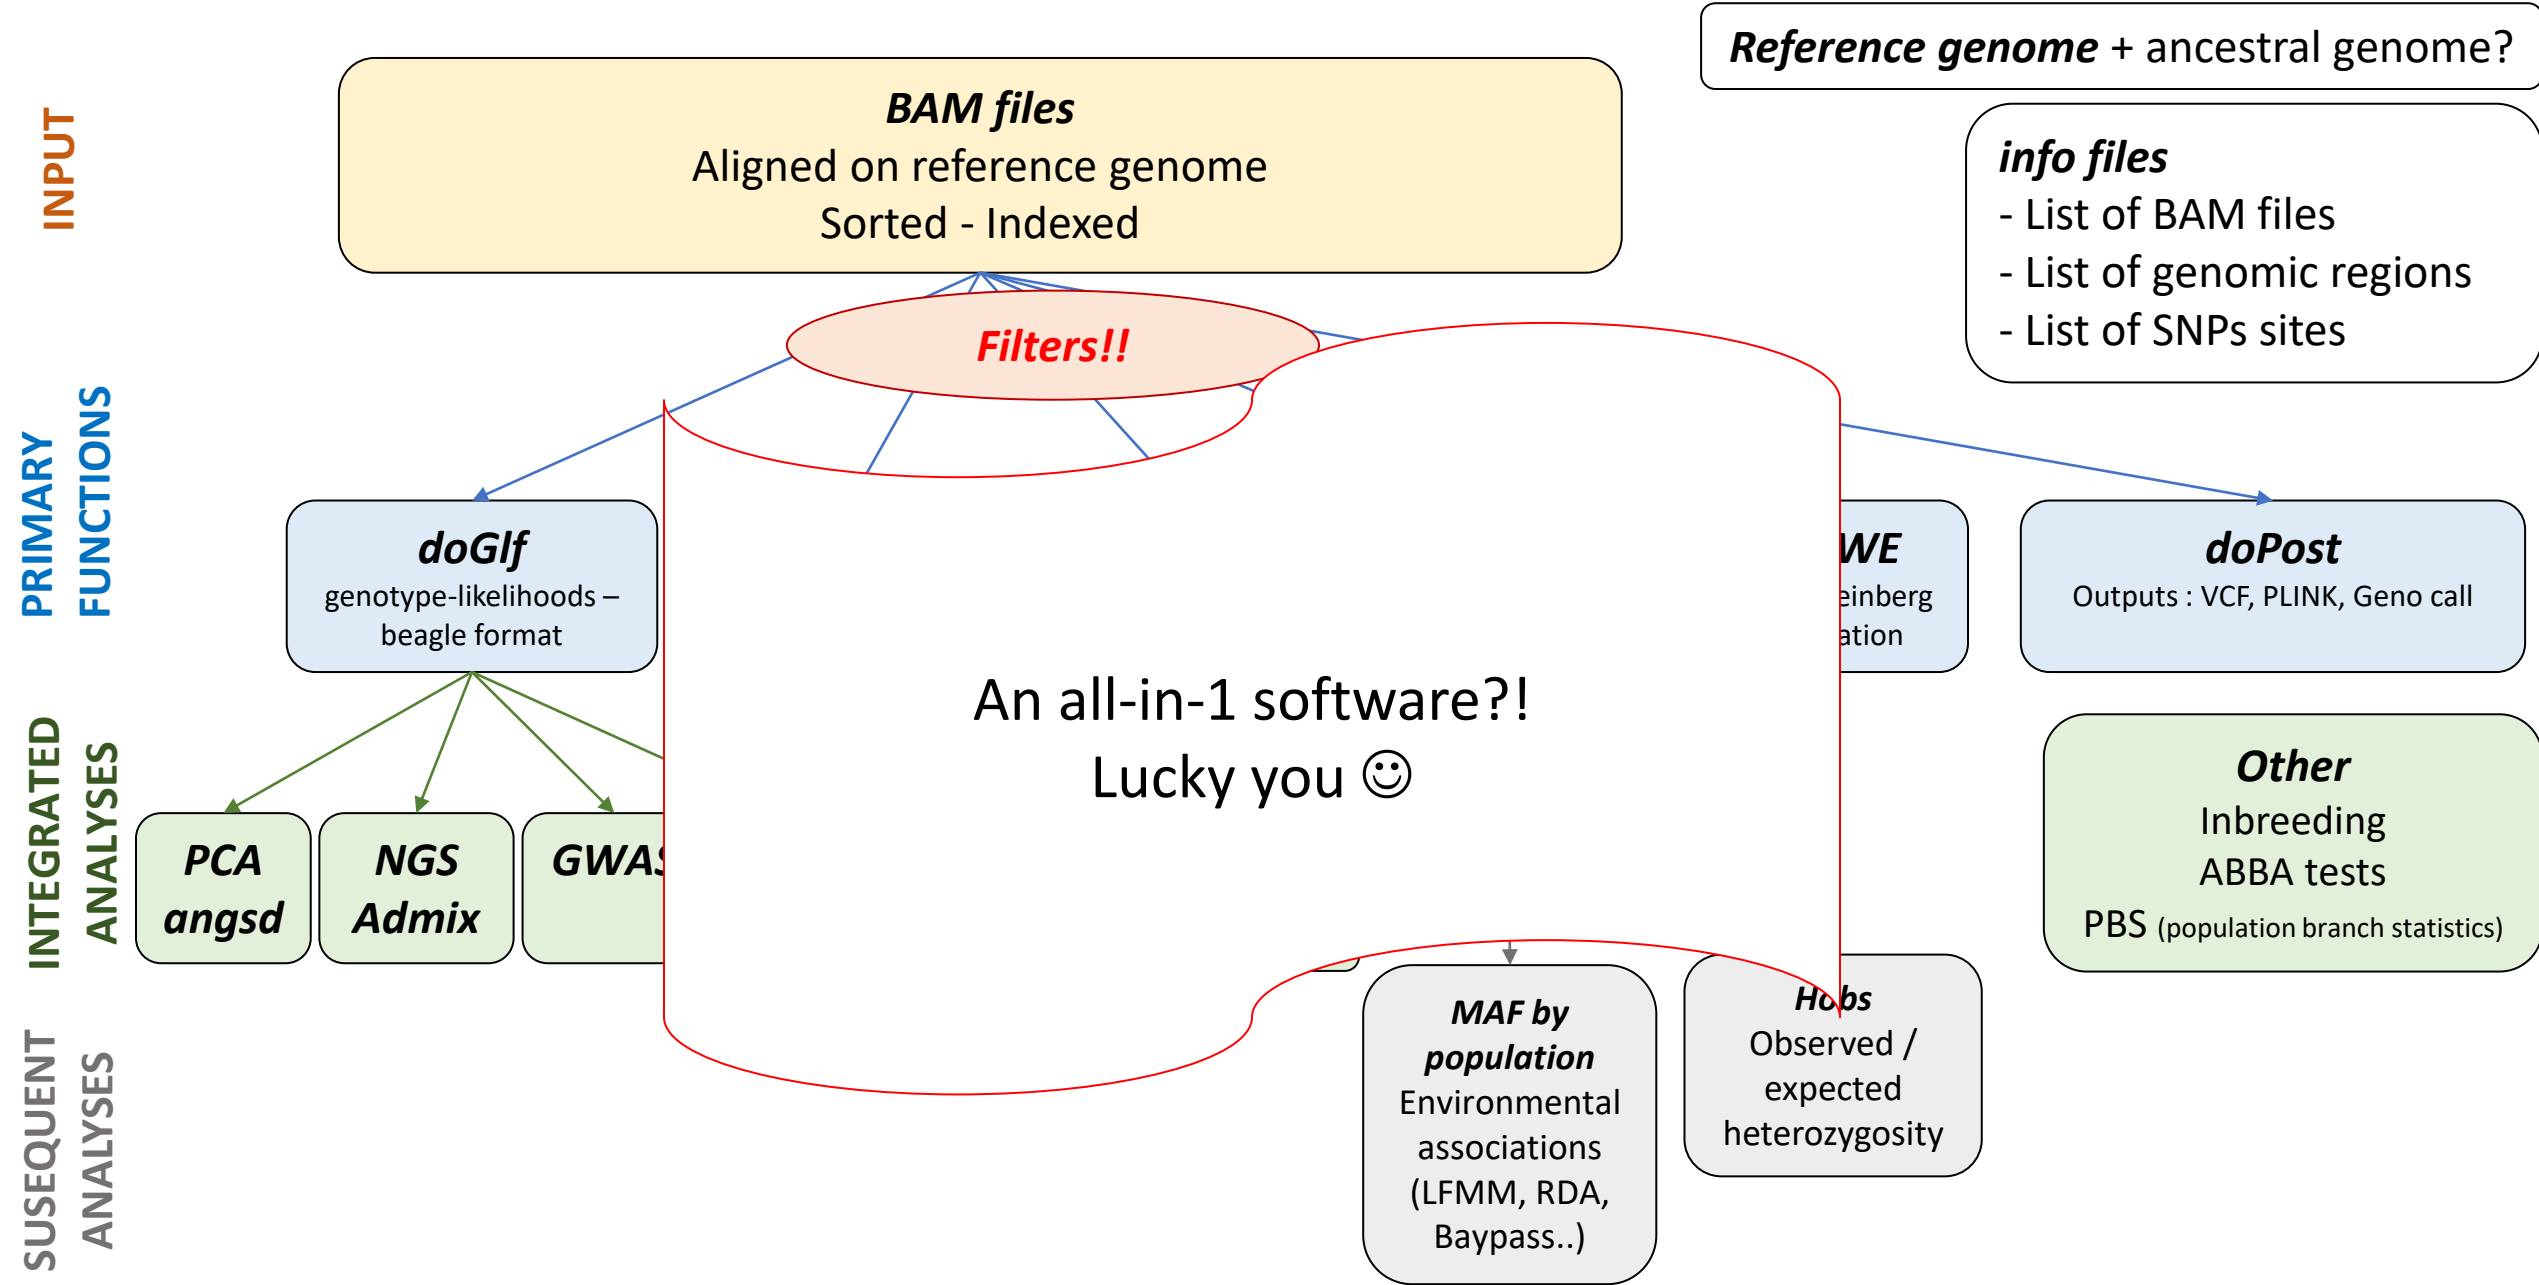 Reference genome + ancestral genome?
INPUT
BAM files
Aligned on reference genome
Sorted - Indexed
info files
- List of BAM files
- List of genomic regions
- List of SNPs sites
Filters!!
PRIMARY
FUNCTIONS
doGlf
genotype-likelihoods –
beagle format
WE
einberg
ation
doPost
Outputs : VCF, PLINK, Geno call
An all-in-1 software?!
Lucky you ☺
INTEGRATED
ANALYSES
PCA
angsd
NGS
Admix
GWAS
Other
Inbreeding
ABBA tests
PBS (population branch statistics)
SUSEQUENT
ANALYSES
MAF by
population
Environmental
associations
(LFMM, RDA,
Baypass..)
Hobs
Observed /
expected
heterozygosity